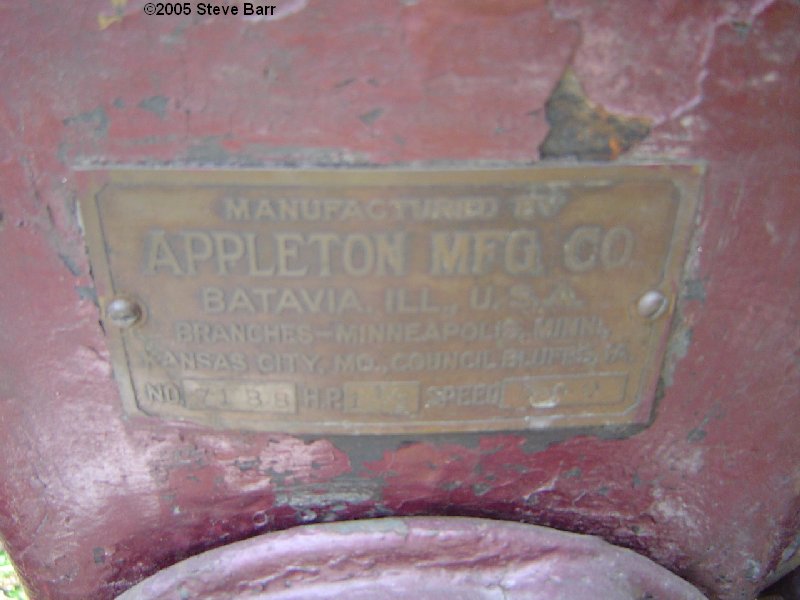 ©2005 Steve Barr
MANUFACTURED BY
APPLETON MFG. CO.
BATAVIA, ILL., U.S.A.
BRANCHES-MINNEAPOLIS, MINN.,
KANSAS CITY, MO., COUNCIL BLUFFS, IA.
NO. H.P. SPEED